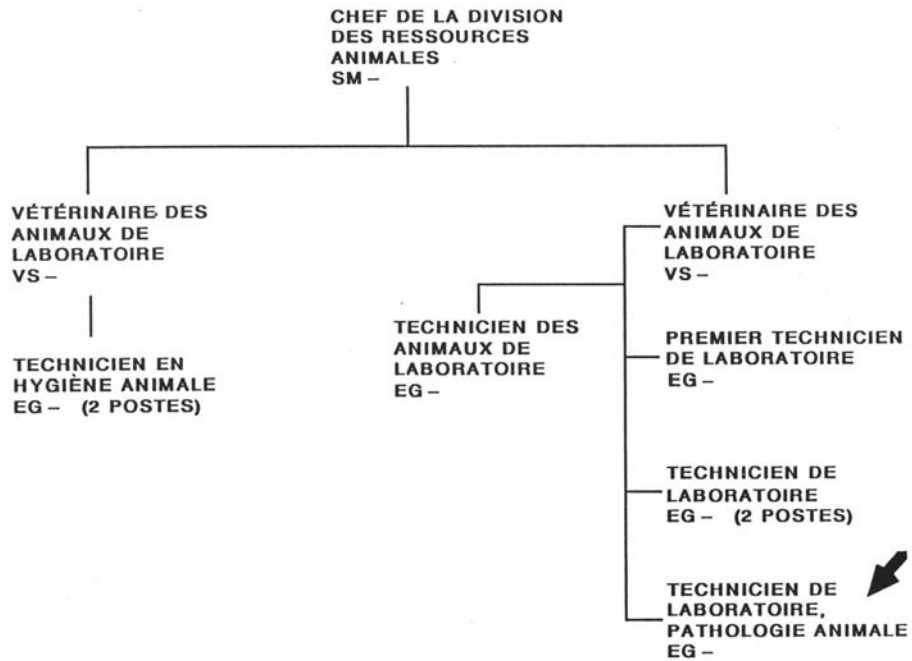 CHEF DE LA DIVISION
DES RESSOURCES
ANIMALES
SM –
VÉTÉRINAIRE DES
ANIMAUX DE
LABORATOIRE
VS –
TECHNICIEN EN
HYGIÈNE ANIMALE
EG – (2 POSTES)
TECHNICIEN DES
ANIMAUX DE
LABORATOIRE
EG –
VÉTÉRINAIRE DES
ANIMAUX DE
LABORATOIRE
VS –
PREMIER TECHNICIEN
DE LABORATOIRE
EG –
TECHNICIEN DE
LABORATOIRE
EG – (2 POSTES)
TECHNICIEN DE
LABORATOIRE,
PATHOLOGIE ANIMALE
EG –